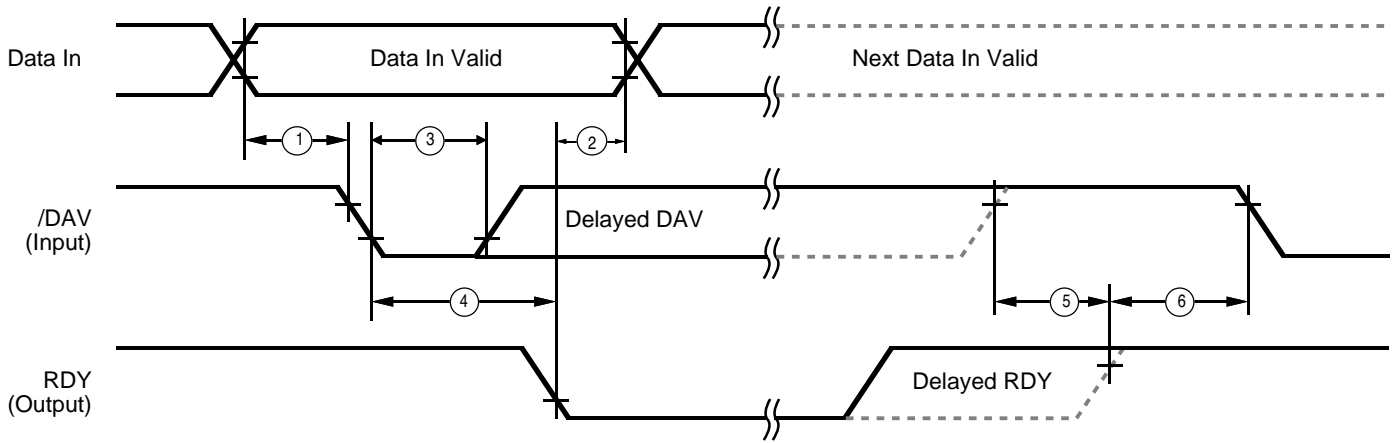 Data In
Data In Valid
Next Data In Valid
1
3
2
/DAV
(Input)
Delayed DAV
4
5
6
RDY
(Output)
Delayed RDY